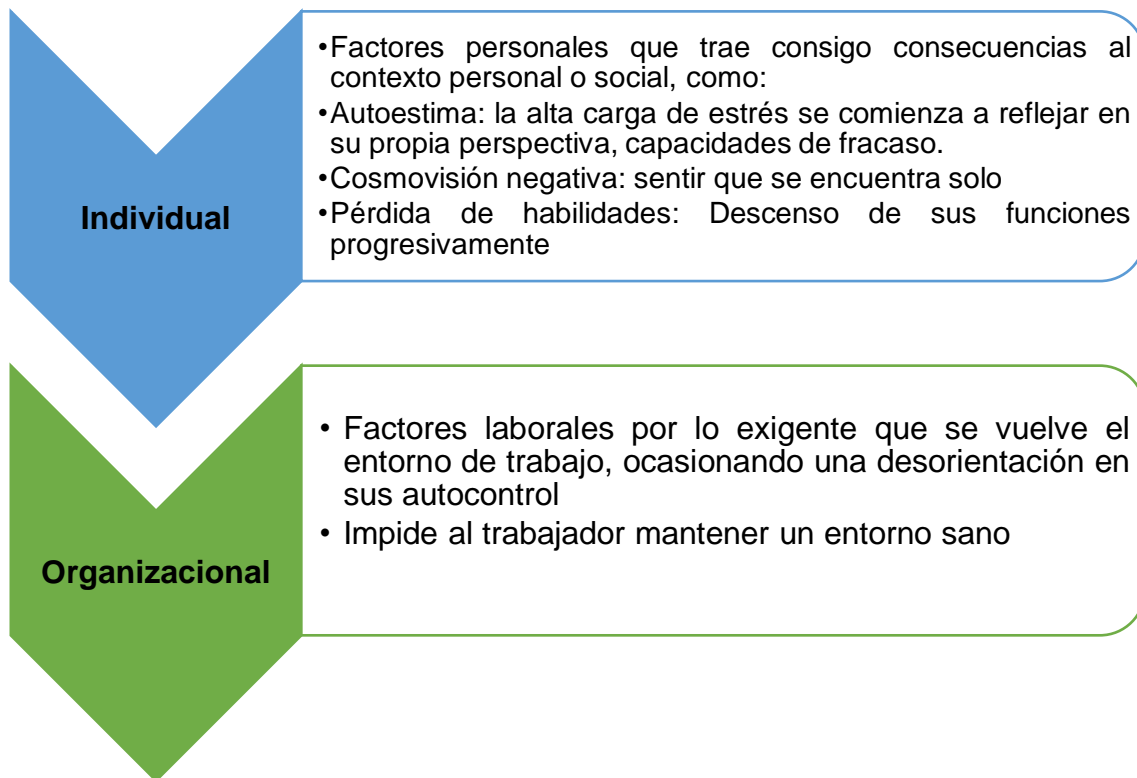 Individual
•Factores personales que trae consigo consecuencias al
contexto personal o social, como:
•Autoestima: la alta carga de estrés se comienza a reflejar en
su propia perspectiva, capacidades de fracaso.
•Cosmovisión negativa: sentir que se encuentra solo
•Pérdida de habilidades: Descenso de sus funciones
progresivamente
Organizacional
• Factores laborales por lo exigente que se vuelve el
entorno de trabajo, ocasionando una desorientación en
sus autocontrol
• Impide al trabajador mantener un entorno sano